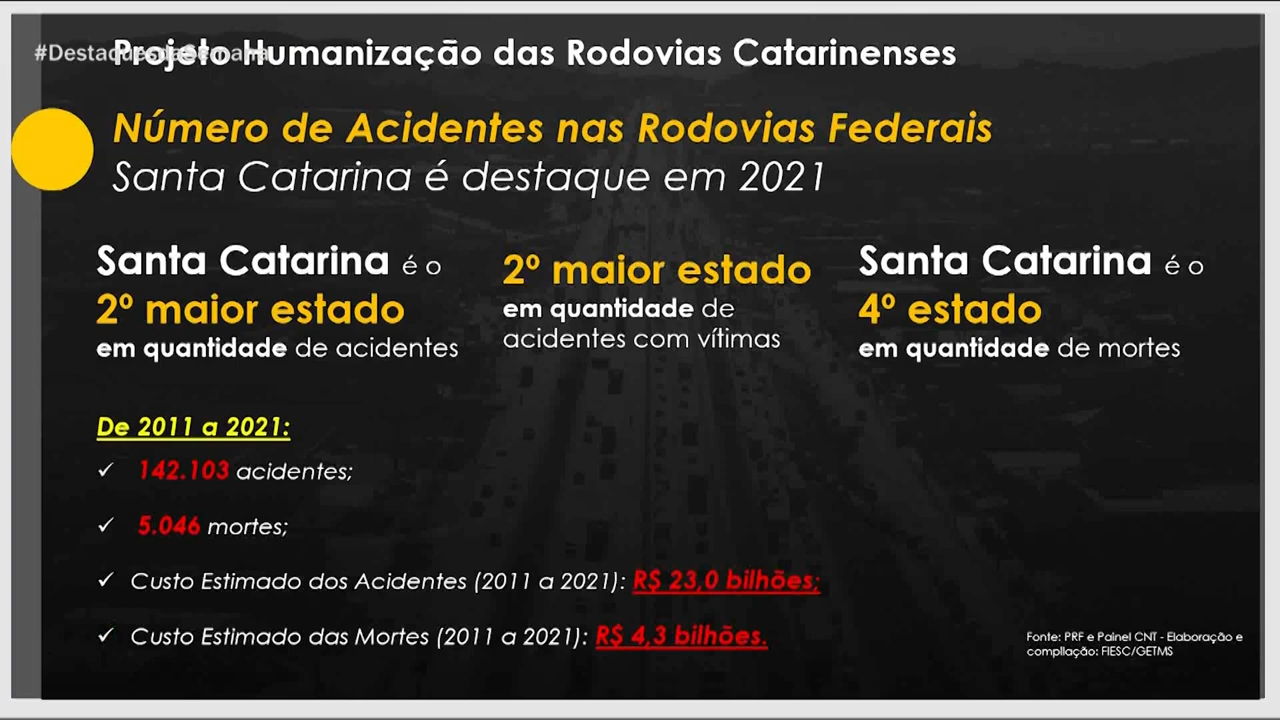 #DestaquesdaSemana
Projeto Humanização das Rodovias Catarinenses
Número de Acidentes nas Rodovias Federais
Santa Catarina é destaque em 2021
Santa Catarina é o
2º maior estado
em quantidade de acidentes
2º maior estado
em quantidade de
acidentes com vítimas
Santa Catarina é o
4º estado
em quantidade de mortes
De 2011 a 2021:
✓ 142.103 acidentes;
✓ 5.046 mortes;
✓ Custo Estimado dos Acidentes (2011 a 2021): R$ 23,0 bilhões;
✓ Custo Estimado das Mortes (2011 a 2021): R$ 4,3 bilhões.
Fonte: PRF e Painel CNT - Elaboração e
compilação: FIESC/GETMS